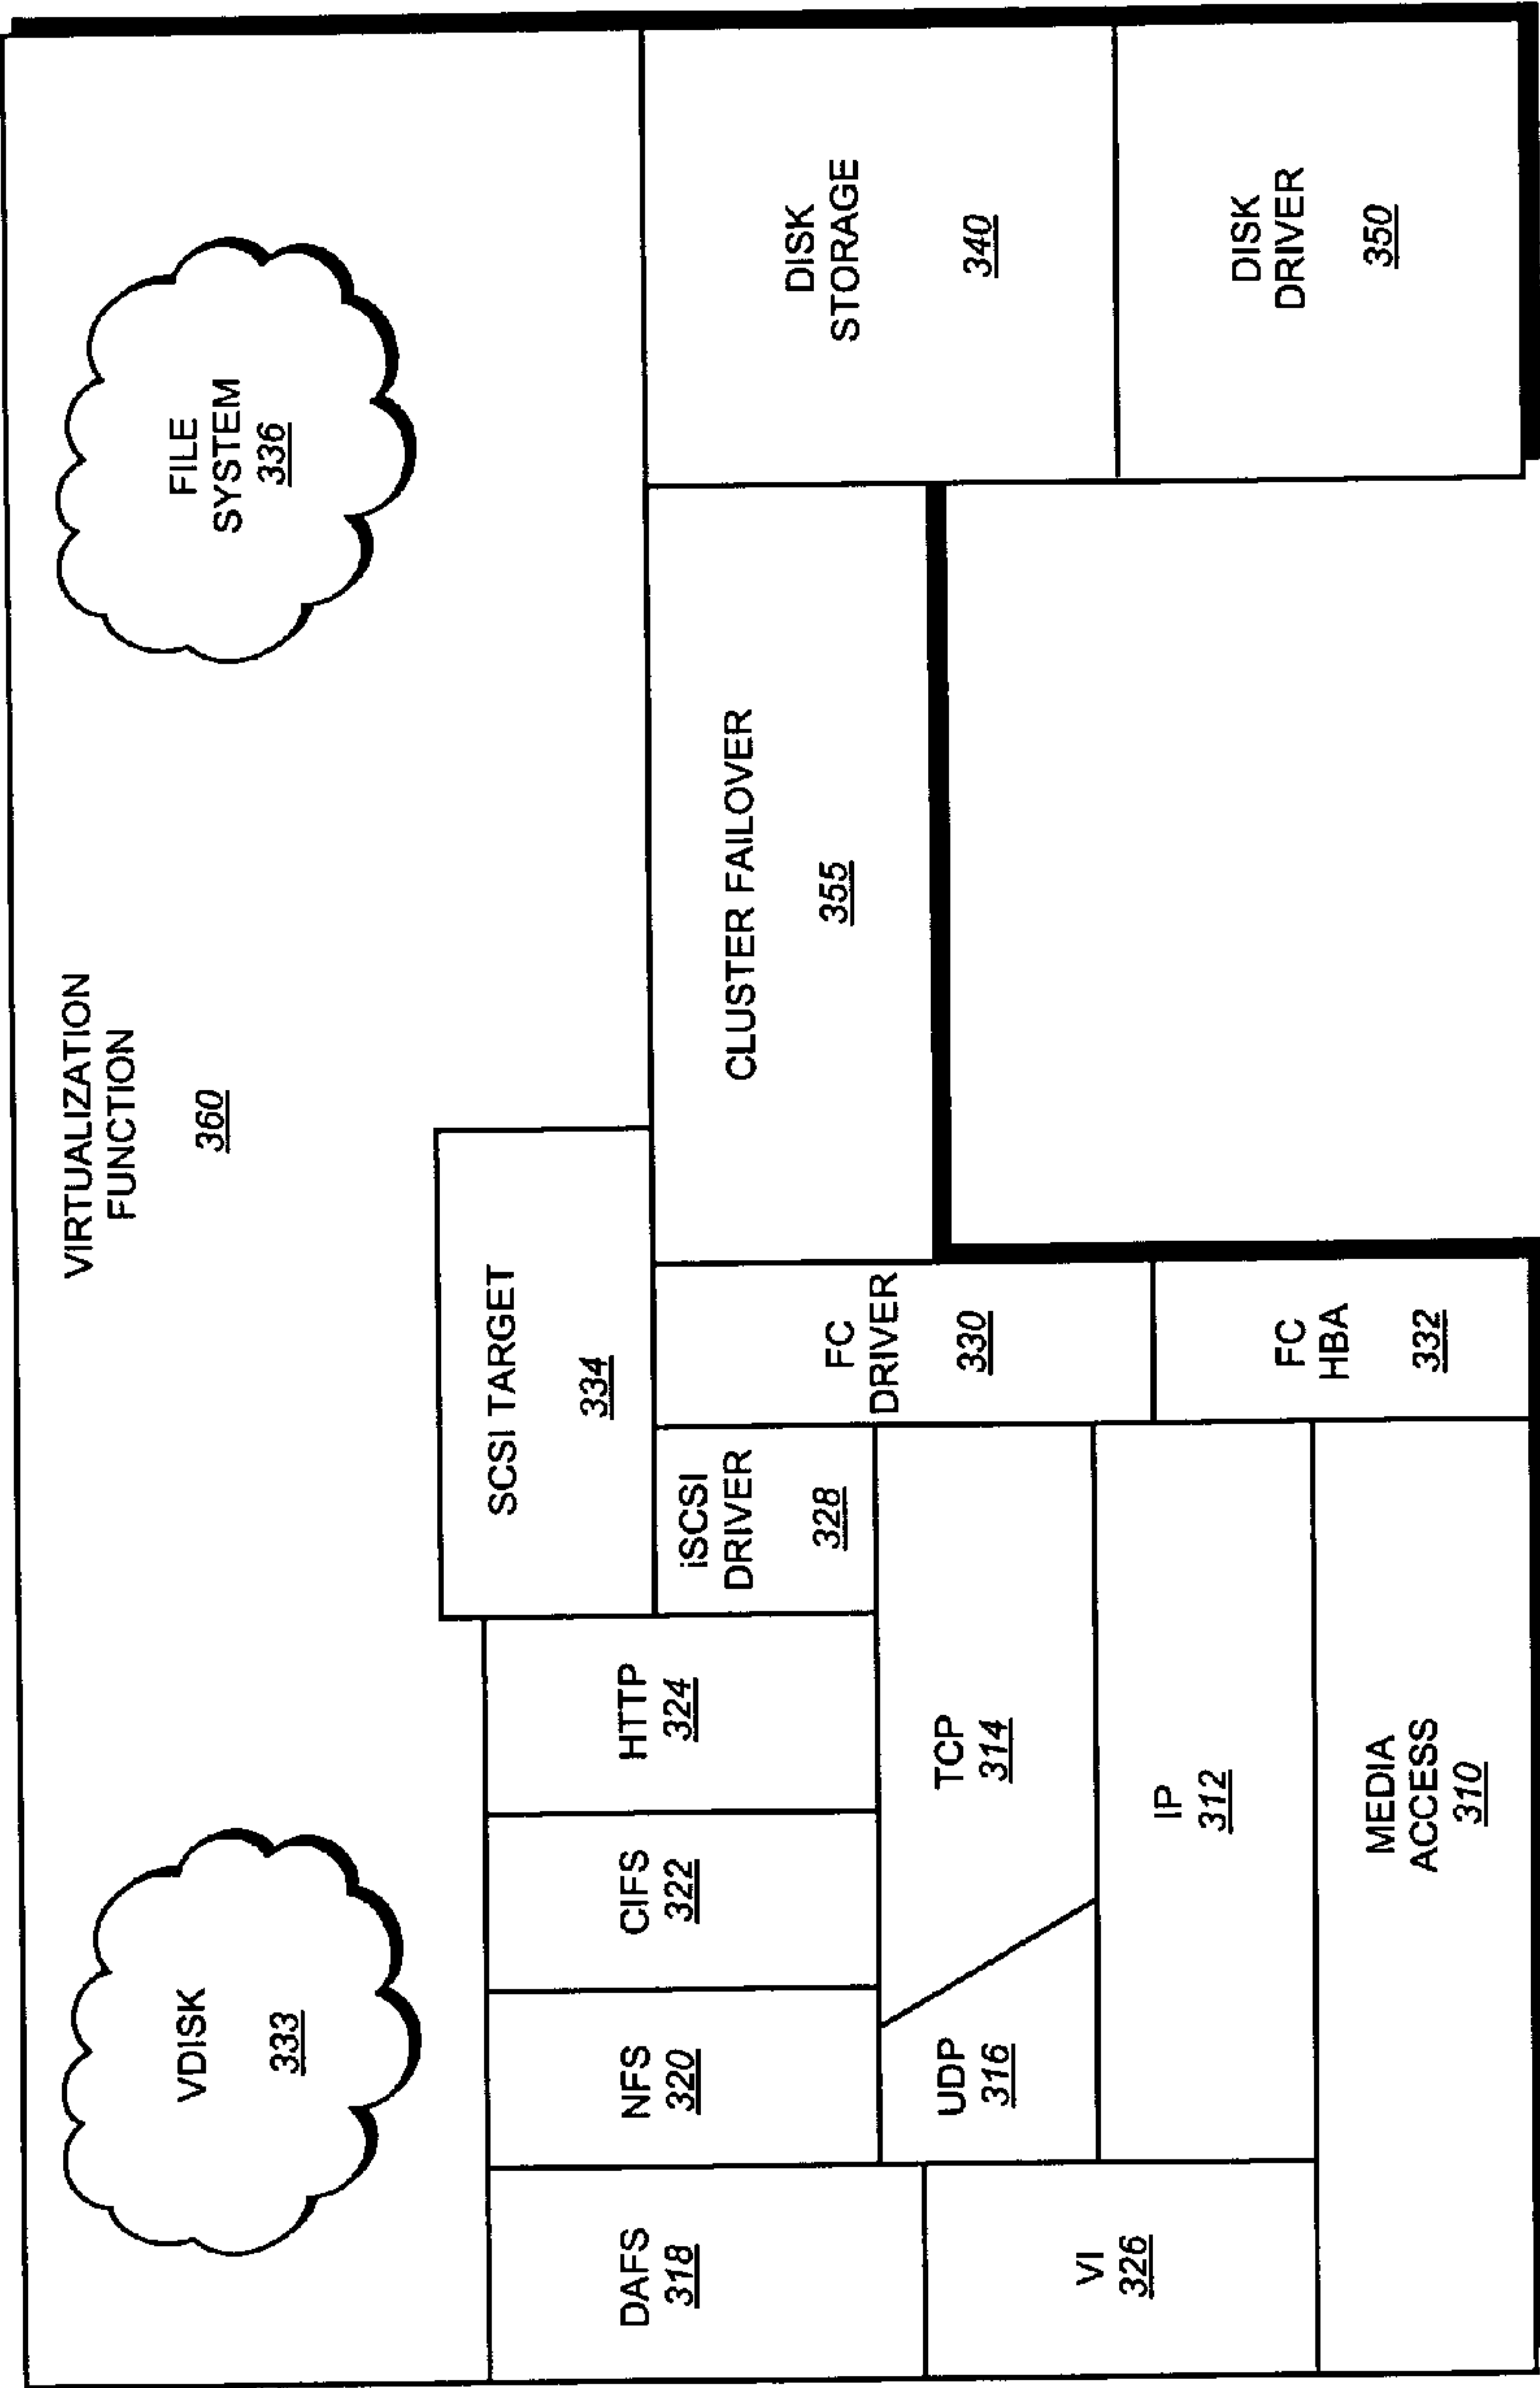 VIRTUALIZATION
FUNCTION
360
VDISK
333
FILE
SYSTEM
336
SCSI TARGET
334
DAFS
318
NFS
320
CIFS
322
HTTP
324
iSCSI
DRIVER
328
FC
DRIVER
330
CLUSTER FAILOVER
355
DISK
STORAGE
340
VI
326
UDP
316
TCP
314
IP
312
MEDIA
ACCESS
310
FC
HBA
332
DISK
DRIVER
350